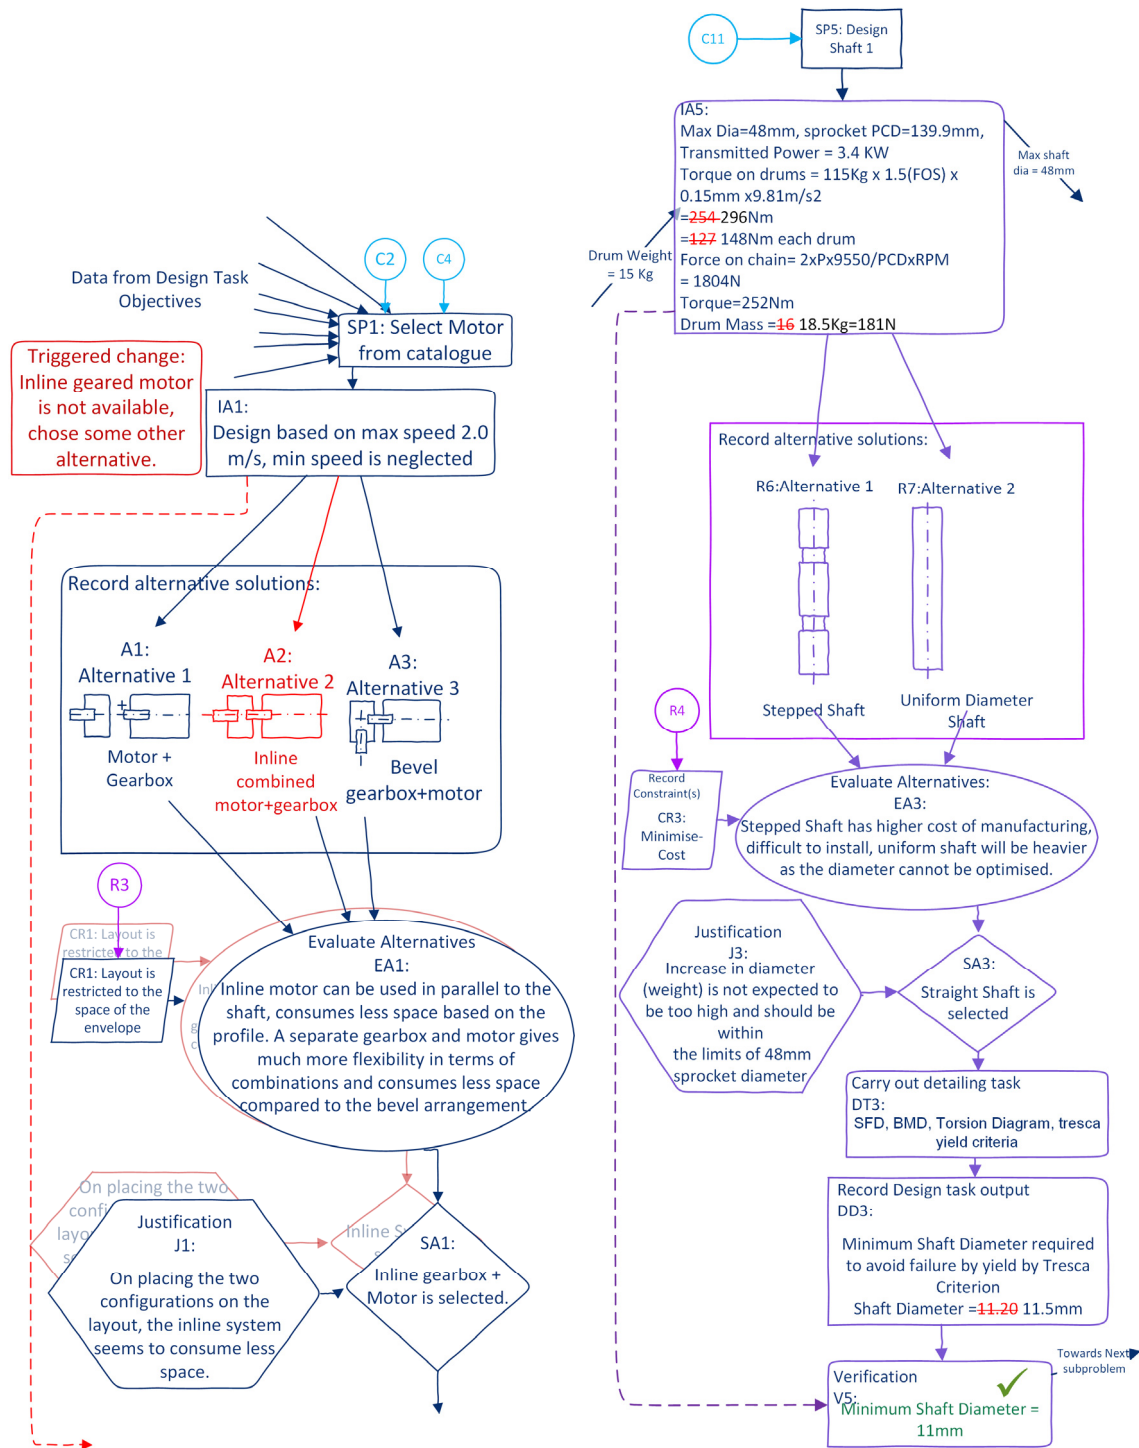 Data from Design Task
Objectives
C2
C4
SP1: Select Motor
from catalogue
Triggered change:
Inline geared motor
is not available,
chose some other
alternative.
IA1:
Design based on max speed 2.0
m/s, min speed is neglected
Record alternative solutions:
A1:
Alternative 1
A2:
Alternative 2
A3:
Alternative 3
Motor +
Gearbox
Inline
combined
motor+gearbox
Bevel
gearbox+motor
R3
CR1: Layout is
restricted to the
CR1: Layout is
restricted to the
space of the
envelope
Evaluate Alternatives
EA1:
Inline motor can be used in parallel to the
shaft, consumes less space based on the
profile. A separate gearbox and motor gives
much more flexibility in terms of
combinations and consumes less space
compared to the bevel arrangement.
On placing the two
Inline
Justification
J1:
On placing the two
configurations on the
layout, the inline system
seems to consume less
space.
SA1:
Inline gearbox +
Motor is selected.
C11
SP5: Design
Shaft 1
IA5:
Max Dia=48mm, sprocket PCD=139.9mm,
Transmitted Power = 3.4 KW
Torque on drums = 115Kg x 1.5(FOS) x
0.15mm x9.81m/s2
=254 296Nm
=127 148Nm each drum
Force on chain= 2xPx9550/PCDxRPM
= 1804N
Torque=252Nm
Drum Mass =16 18.5Kg=181N
Max shaft
dia = 48mm
Drum Weight
= 15 Kg
Record alternative solutions:
R6:Alternative 1
R7:Alternative 2
Stepped Shaft
Uniform Diameter
Shaft
R4
Record
Constraint(s)
CR3:
Minimise-
Cost
Evaluate Alternatives:
EA3:
Stepped Shaft has higher cost of manufacturing,
difficult to install, uniform shaft will be heavier
as the diameter cannot be optimised.
Justification
J3:
Increase in diameter
(weight) is not expected to
be too high and should be
within
the limits of 48mm
sprocket diameter
SA3:
Straight Shaft is
selected
Carry out detailing task
DT3:
SFD, BMD, Torsion Diagram, tresca
yield criteria
Record Design task output
DD3:
Minimum Shaft Diameter required
to avoid failure by yield by Tresca
Criterion
Shaft Diameter =11.20 11.5mm
Towards Next
subproblem
Verification
V5:
Minimum Shaft Diameter =
11mm